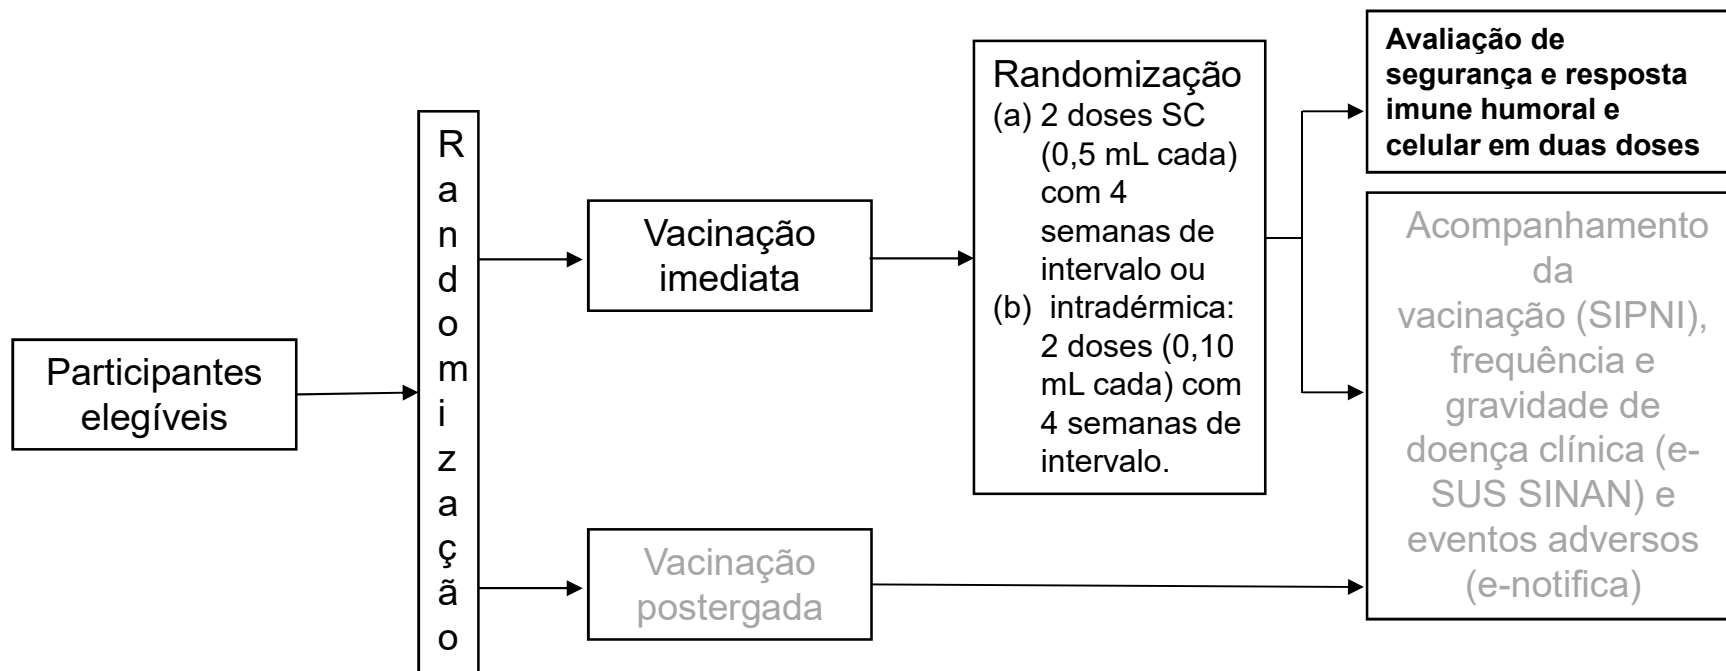 Participantes
elegíveis
Randomização
Vacinação
imediata
Vacinação
postergada
Randomização
(a) 2 doses SC
(0,5 mL cada)
com 4
semanas de
intervalo ou
(b) intradérmica:
2 doses (0,10
mL cada) com
4 semanas de
intervalo.
Avaliação de
segurança e resposta
imune humoral e
celular em duas doses
Acompanhamento
da
vacinação (SIPNI),
frequência e
gravidade de
doença clínica (e-
SUS SINAN) e
eventos adversos
(e-notifica)